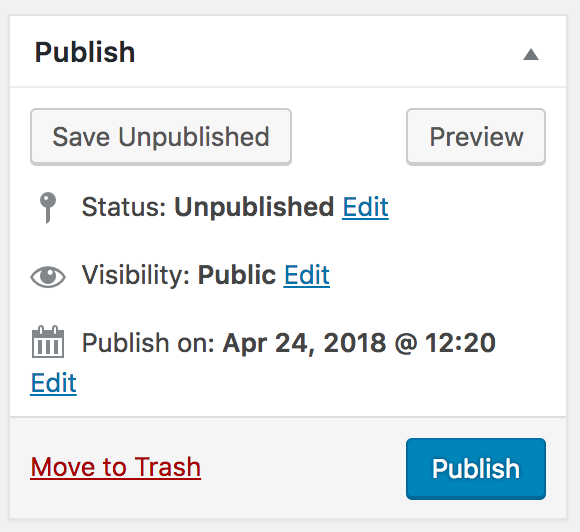 Publish
Save Unpublished Preview
Status: Unpublished Edit
Visibility: Public Edit
Publish on: Apr 24, 2018 @ 12:20
Edit
Move to Trash Publish